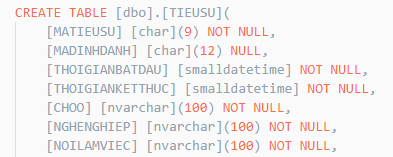 CREATE TABLE [dbo].[TIEUSU](
[MATIEUSU] [char](9) NOT NULL,
[MADINHDANH] [char](12) NULL,
[THOIGIANBATDAU] [smalldatetime] NOT NULL,
[THOIGIANKETTHUC] [smalldatetime] NOT NULL,
[CHOO] [nvarchar](100) NOT NULL,
[NGHENGHIEP] [nvarchar](100) NOT NULL,
[NOILAMVIEC] [nvarchar](100) NOT NULL,